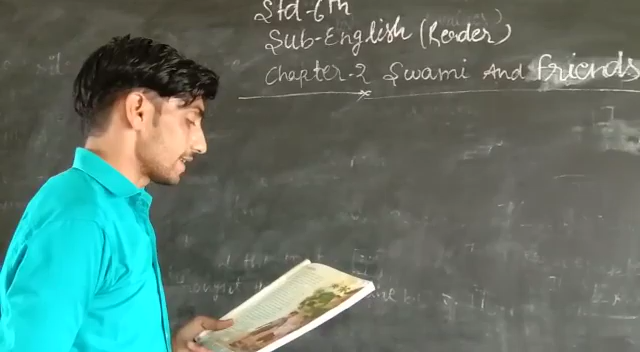 Std-6th
Sub-English (Reader)
Chapter-2 Swami And friends